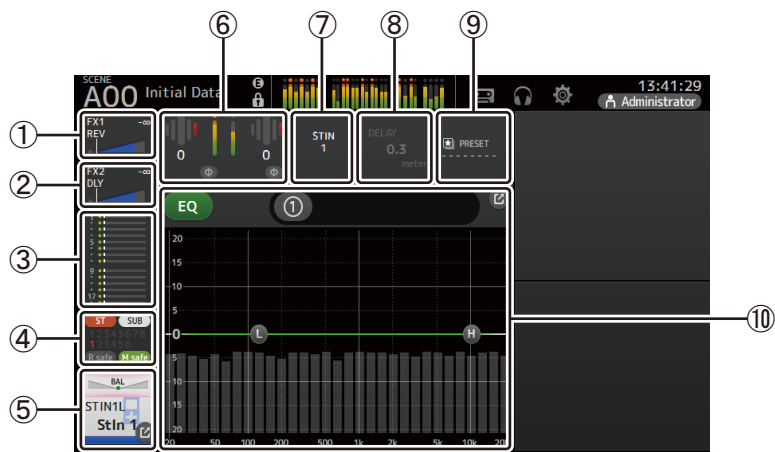 ⑥ ⑦ ⑧ ⑨
SCENE
A00 Initial Data E
13:41:29
Administrator
①
FX1 -∞
REV
0 0
Φ Φ
STIN
1
DELAY
0.3
meter
PRESET
②
FX2 -∞
DLY
③
1
5
9
17
EQ ①
20
15
10
5
0
5
10
15
20
L H
20 50 100 200 500 1k 2k 5k 10k 20k
⑩
④
ST SUB
12345678
123456
R safe M safe
⑤
BAL
STIN1L
StIn 1